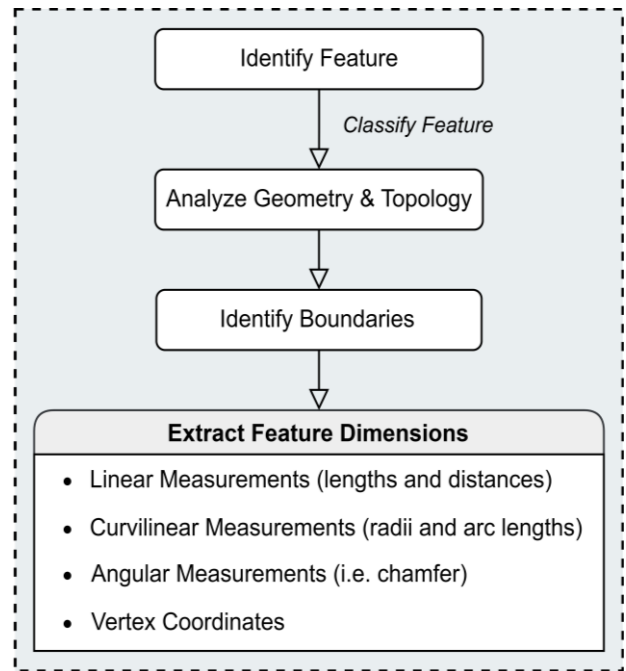 Identify Feature
Classify Feature
Analyze Geometry & Topology
Identify Boundaries
Extract Feature Dimensions
• Linear Measurements (lengths and distances)
• Curvilinear Measurements (radii and arc lengths)
• Angular Measurements (i.e. chamfer)
• Vertex Coordinates